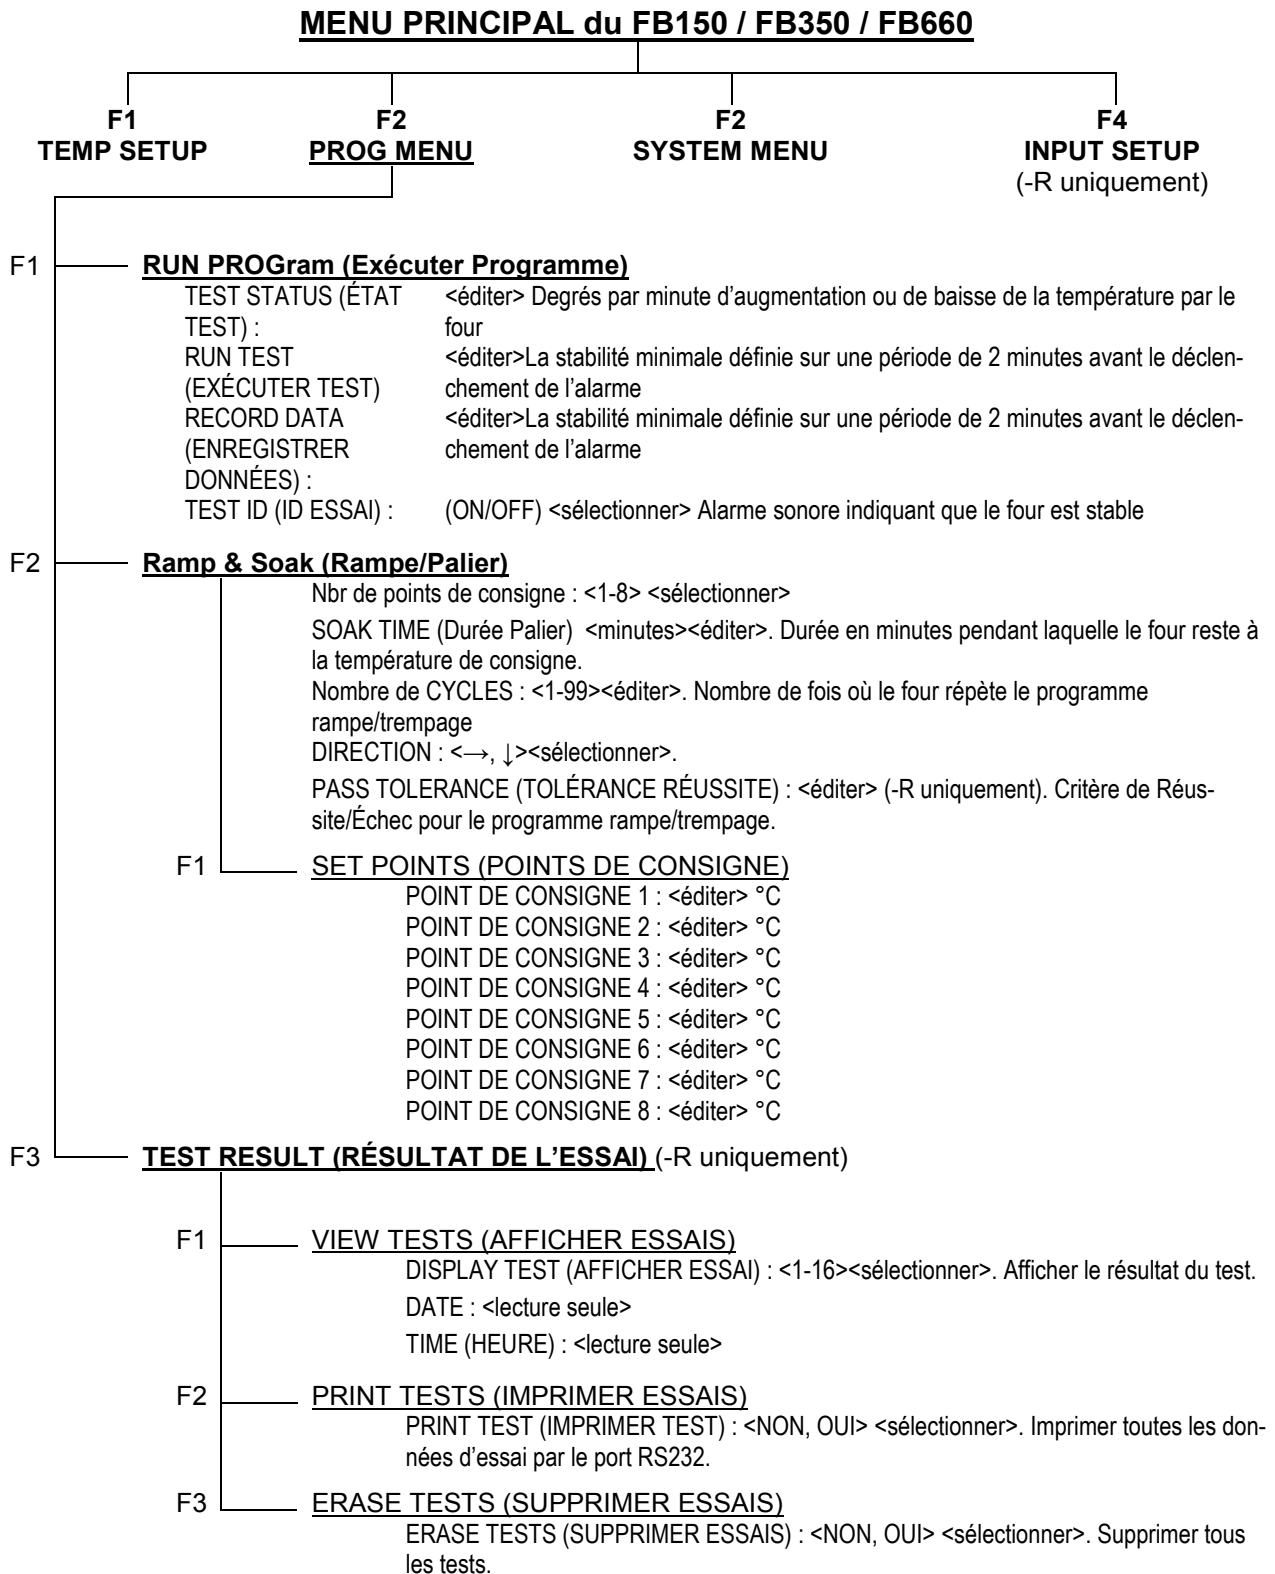 MENU PRINCIPAL du FB150 / FB350 / FB660
F1 F2 F2 F4
TEMP SETUP PROG MENU SYSTEM MENU INPUT SETUP
(-R uniquement)
F1 RUN PROGram (Exécuter Programme)
TEST STATUS (ÉTAT <éditer> Degrés par minute d’augmentation ou de baisse de la température par le
TEST) : four
RUN TEST <éditer>La stabilité minimale définie sur une période de 2 minutes avant le déclen-
(EXÉCUTER TEST) chement de l’alarme
RECORD DATA <éditer>La stabilité minimale définie sur une période de 2 minutes avant le déclen-
(ENREGISTRER chement de l’alarme
DONNÉES) :
TEST ID (ID ESSAI) : (ON/OFF) <sélectionner> Alarme sonore indiquant que le four est stable
F2 Ramp & Soak (Rampe/Palier)
Nbr de points de consigne : <1-8> <sélectionner>
SOAK TIME (Durée Palier) <minutes><éditer>. Durée en minutes pendant laquelle le four reste à
la température de consigne.
Nombre de CYCLES : <1-99><éditer>. Nombre de fois où le four répète le programme
rampe/trempage
DIRECTION : <→, ↓><sélectionner>.
PASS TOLERANCE (TOLÉRANCE RÉUSSITE) : <éditer> (-R uniquement). Critère de Réus-
site/Échec pour le programme rampe/trempage.
F1 SET POINTS (POINTS DE CONSIGNE)
POINT DE CONSIGNE 1 : <éditer> °C
POINT DE CONSIGNE 2 : <éditer> °C
POINT DE CONSIGNE 3 : <éditer> °C
POINT DE CONSIGNE 4 : <éditer> °C
POINT DE CONSIGNE 5 : <éditer> °C
POINT DE CONSIGNE 6 : <éditer> °C
POINT DE CONSIGNE 7 : <éditer> °C
POINT DE CONSIGNE 8 : <éditer> °C
F3 TEST RESULT (RÉSULTAT DE L’ESSAI) (-R uniquement)
F1 VIEW TESTS (AFFICHER ESSAIS)
DISPLAY TEST (AFFICHER ESSAI) : <1-16><sélectionner>. Afficher le résultat du test.
DATE : <lecture seule>
TIME (HEURE) : <lecture seule>
F2 PRINT TESTS (IMPRIMER ESSAIS)
PRINT TEST (IMPRIMER TEST) : <NON, OUI> <sélectionner>. Imprimer toutes les don-
nées d’essai par le port RS232.
F3 ERASE TESTS (SUPPRIMER ESSAIS)
ERASE TESTS (SUPPRIMER ESSAIS) : <NON, OUI> <sélectionner>. Supprimer tous
les tests.